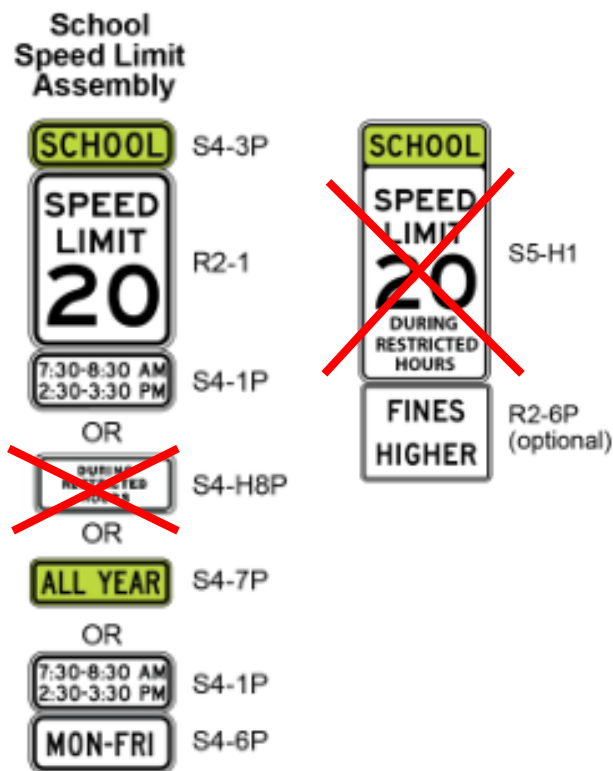 School
Speed Limit
Assembly
SCHOOL
S4-3P
SPEED
LIMIT
20
R2-1
7:30-8:30 AM
2:30-3:30 PM
S4-1P
OR
DURING
RESTRICTED
HOURS
S4-H8P
OR
ALL YEAR
S4-7P
OR
7:30-8:30 AM
2:30-3:30 PM
S4-1P
MON-FRI
S4-6P
SCHOOL
SPEED
LIMIT
20
DURING
RESTRICTED
HOURS
S5-H1
FINES
HIGHER
R2-6P
(optional)